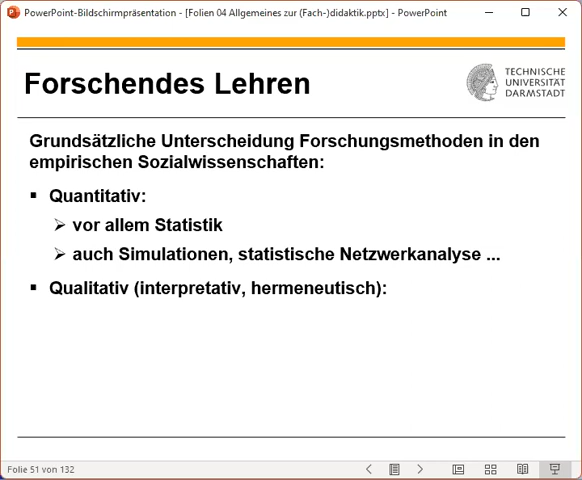 PowerPoint-Bildschirmpräsentation - [Folien 04 Allgemeines zur (Fach-)didaktik.pptx] - PowerPoint
Forschendes Lehren
TECHNISCHE
UNIVERSITÄT
DARMSTADT
Grundsätzliche Unterscheidung Forschungsmethoden in den
empirischen Sozialwissenschaften:
▪ Quantitativ:
➢ vor allem Statistik
➢ auch Simulationen, statistische Netzwerkanalyse ...
▪ Qualitativ (interpretativ, hermeneutisch):
Folie 51 von 132